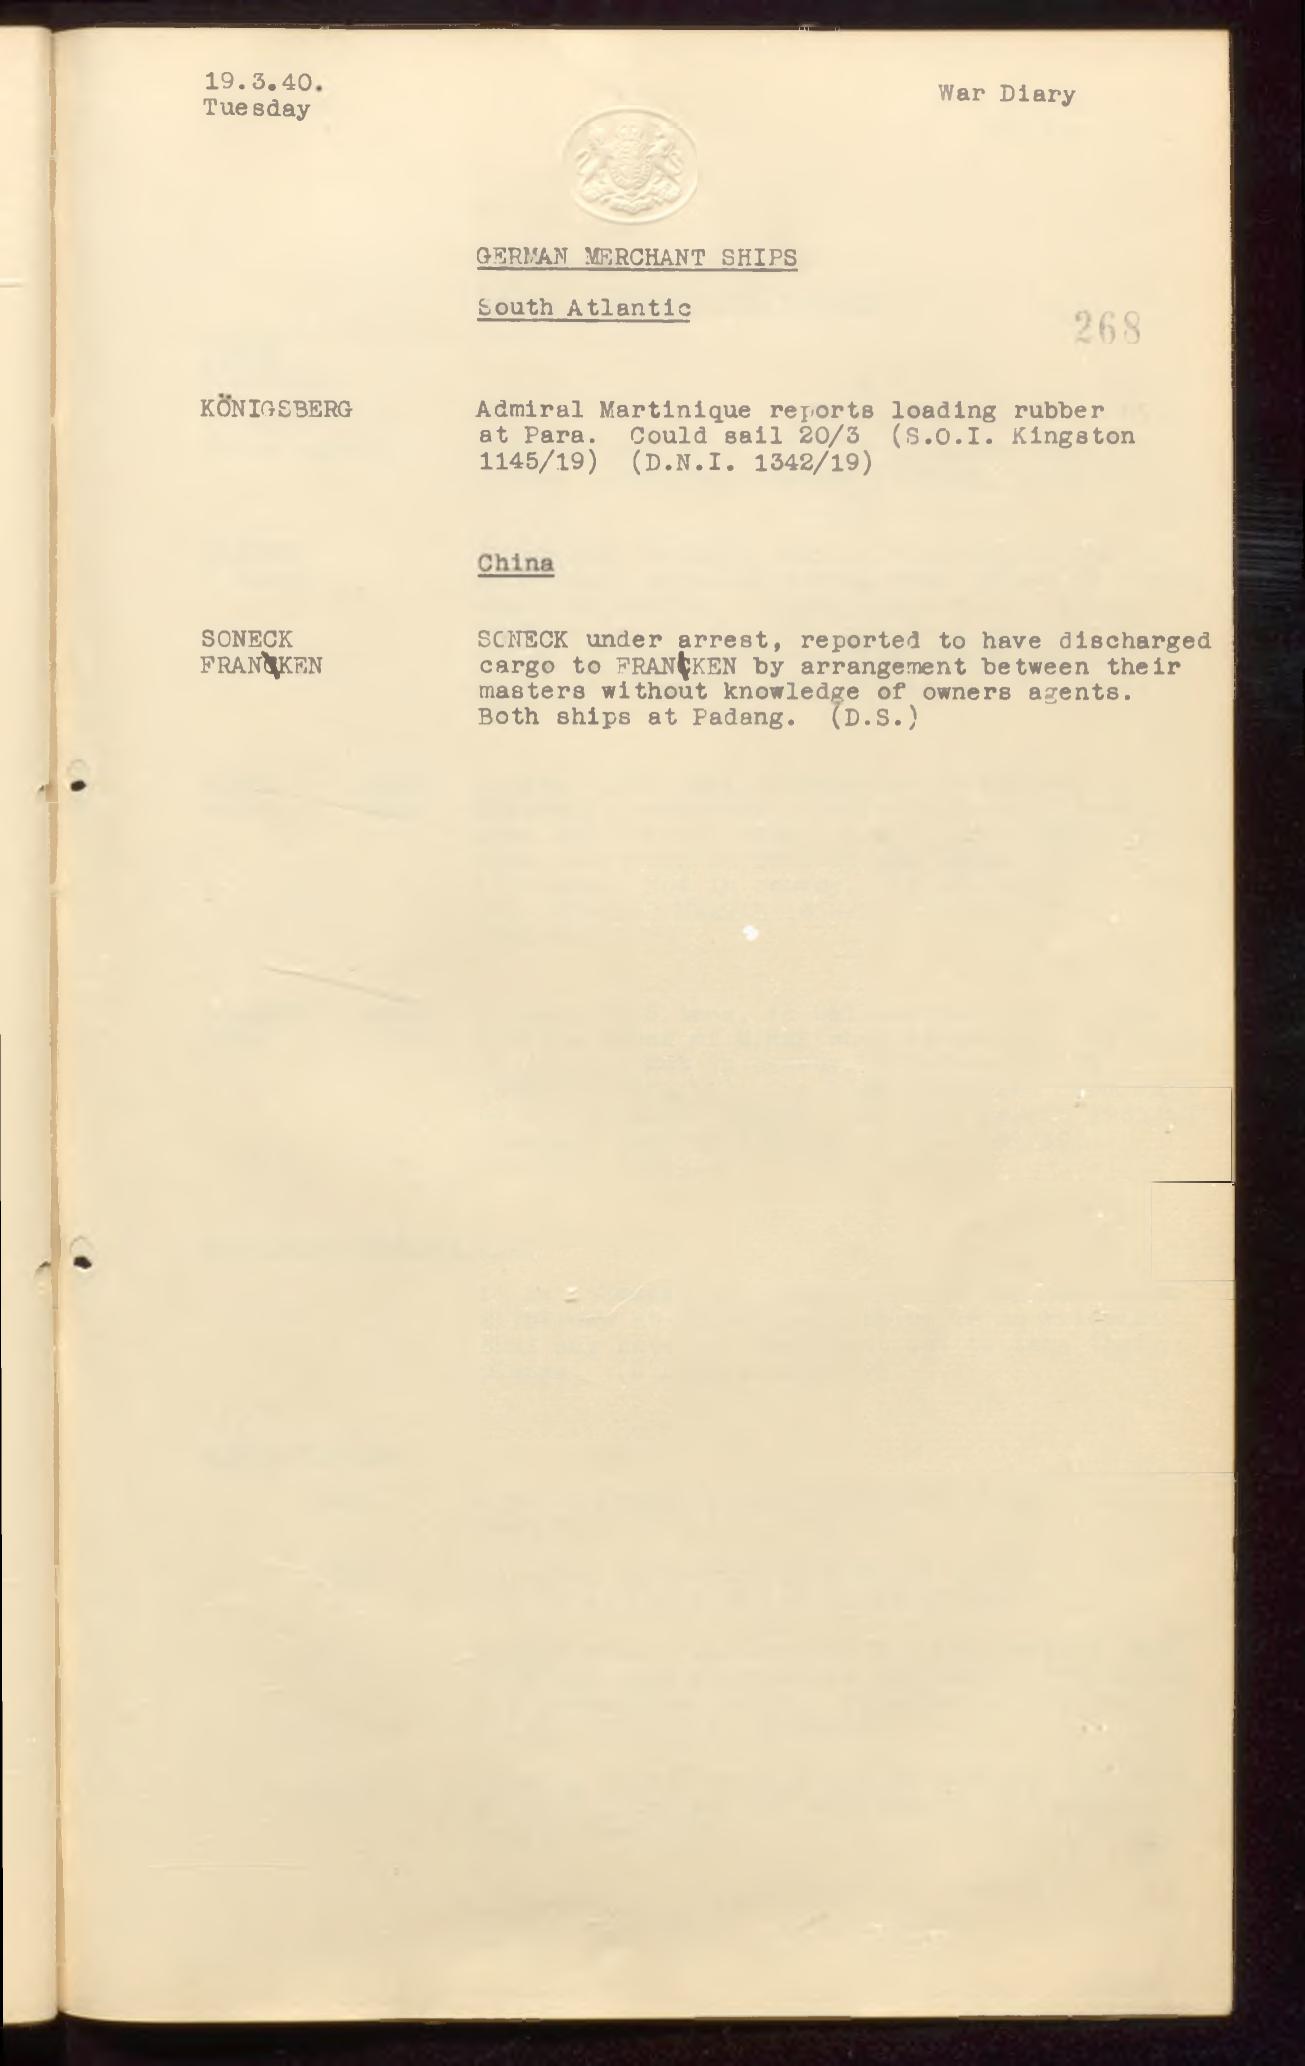 19.3.40.
Tuesday
War Diary
GERMAN MERCHANT SHIPS
South Atlantic
268
KÖNIGSBERG
Admiral Martinique reports loading rubber
at Para. Could sail 20/3 (S.O.I. Kingston
1145/19) (D.N.I. 1342/19)
China
SONECK
FRANKEN
SONECK under arrest, reported to have discharged
cargo to FRANKEN by arrangement between their
masters without knowledge of owners agents.
Both ships at Padang. (D.S.)